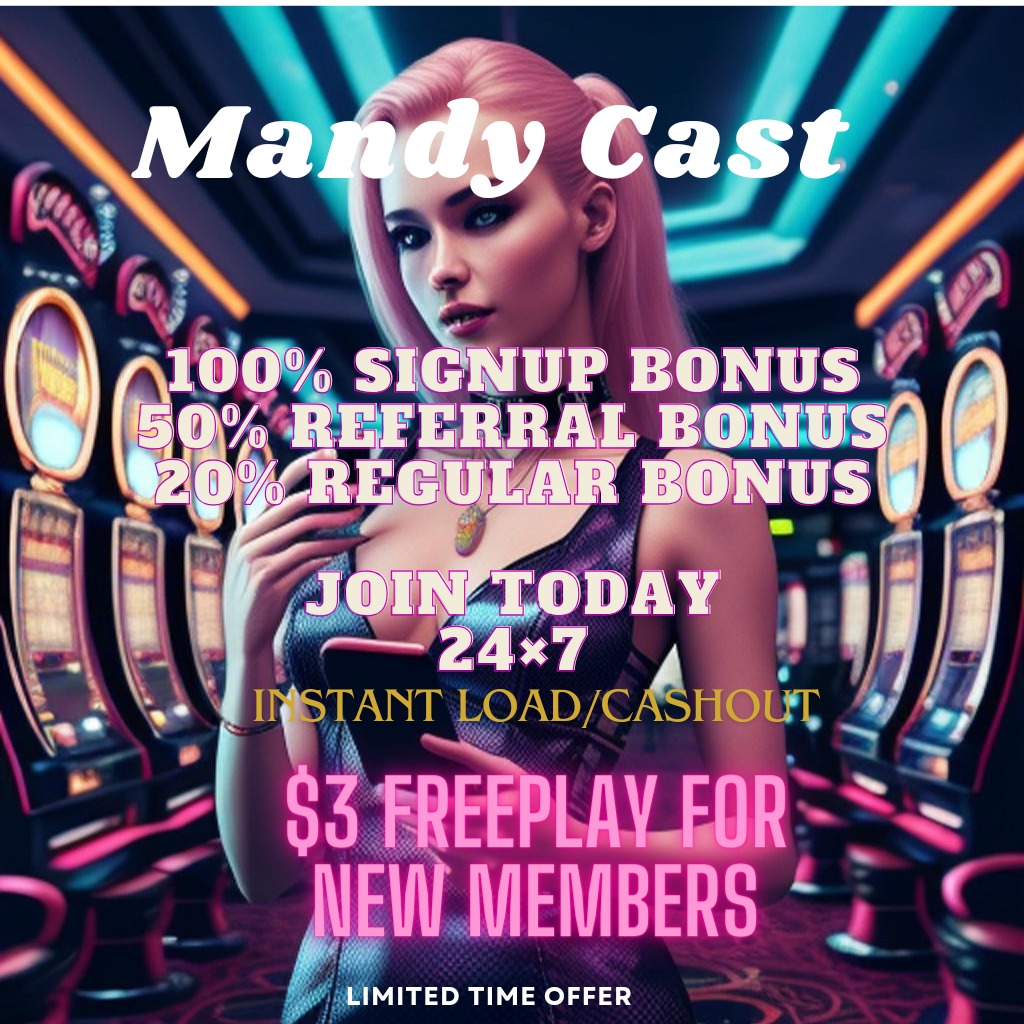 Mandy Cast
100% SIGNUP BONUS
50% REFERRAL BONUS
20% REGULAR BONUS
JOIN TODAY
24×7
INSTANT LOAD/CASHOUT
$3 FREEPLAY FOR
NEW MEMBERS
LIMITED TIME OFFER